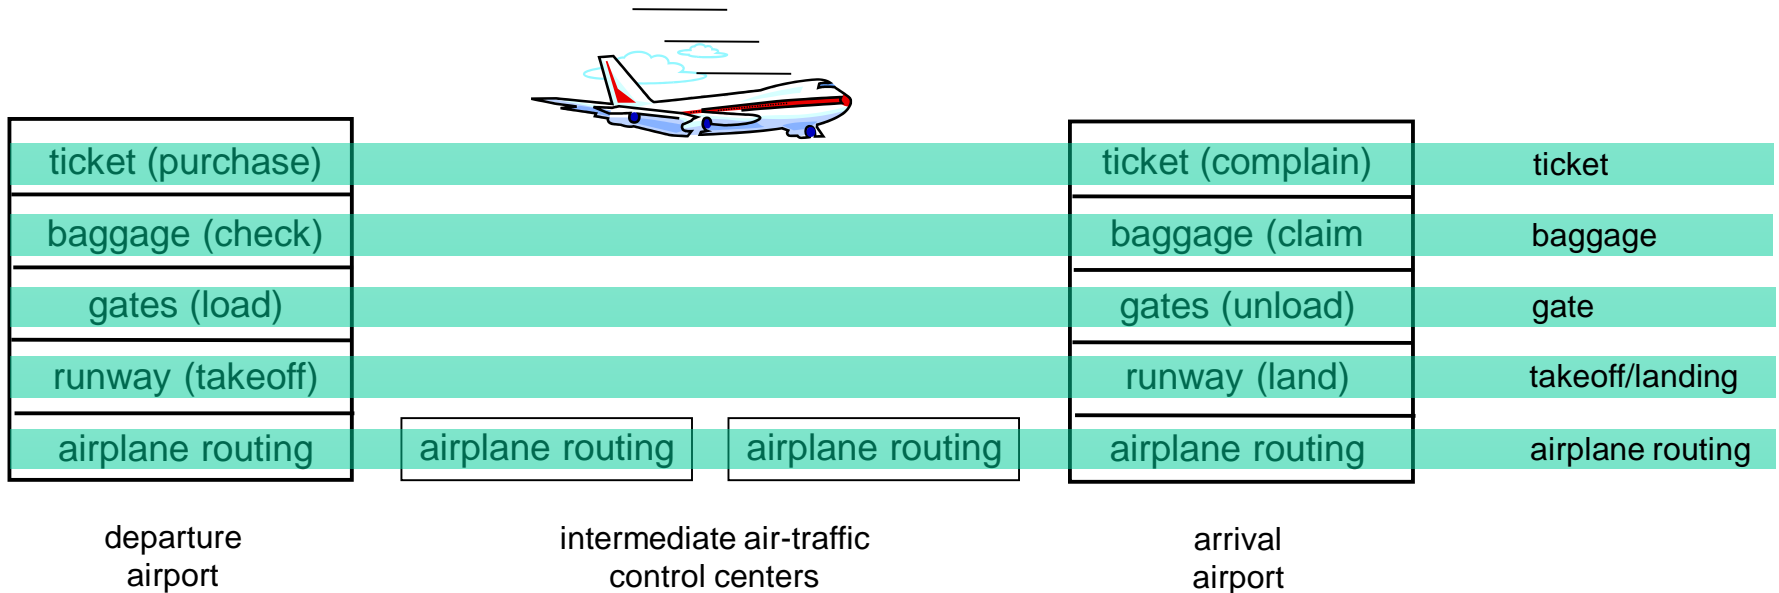 ticket (purchase)
ticket (complain)
ticket
baggage (check)
baggage (claim
baggage
gates (load)
gates (unload)
gate
runway (takeoff)
runway (land)
takeoff/landing
airplane routing
airplane routing
airplane routing
airplane routing
airplane routing
departure
airport
intermediate air-traffic
control centers
arrival
airport